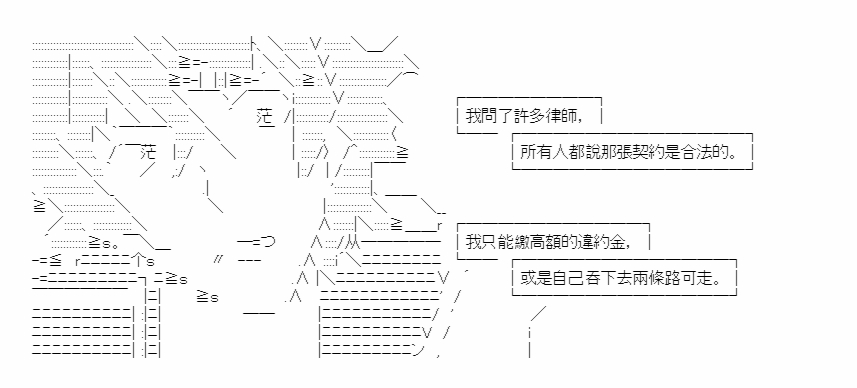 我問了許多律師,
所有人都說那張契約是合法的。
我只能繳高額的違約金,
或是自己吞下去兩條路可走。